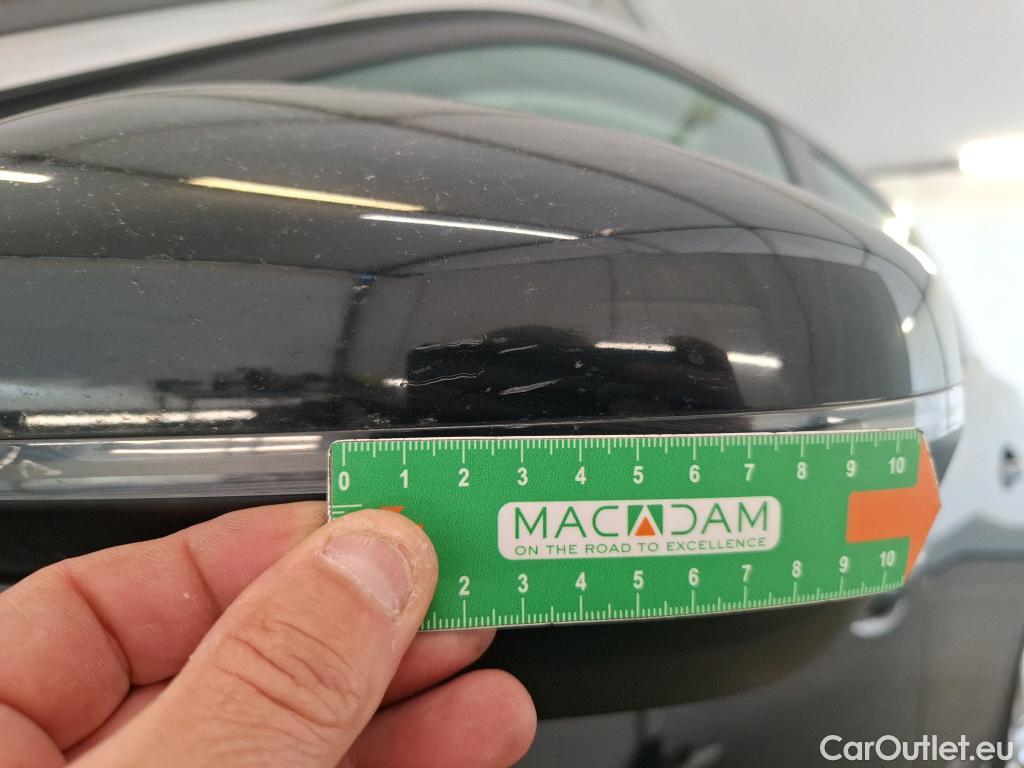 0 1 2 3 4 5 6 7 8 9 10
MACADAM
ON THE ROAD TO EXCELLENCE
2 3 4 5 6 7 8 9 10
CarOutlet.eu